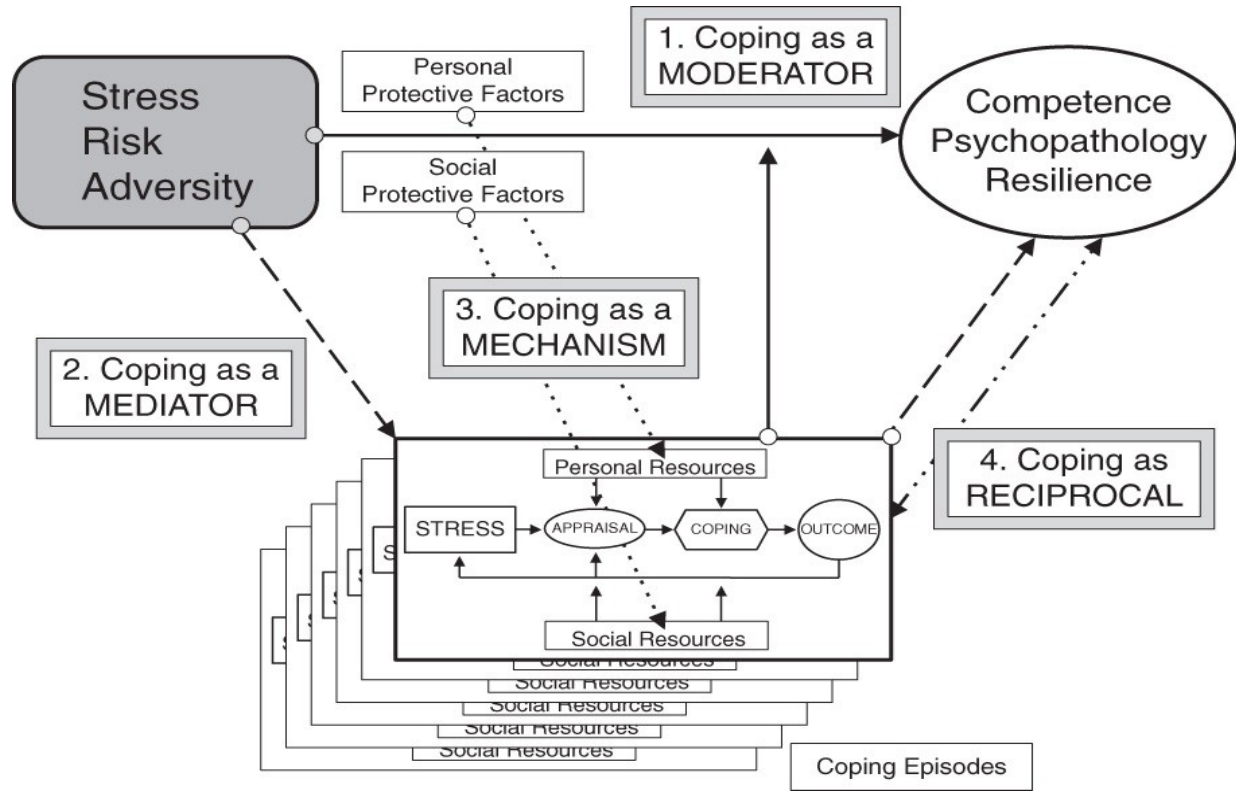 1. Coping as a
MODERATOR
Personal
Protective Factors
Stress
Risk
Adversity
Competence
Psychopathology
Resilience
Social
Protective Factors
3. Coping as a
MECHANISM
2. Coping as a
MEDIATOR
4. Coping as
RECIPROCAL
Personal Resources
STRESS
APPRAISAL
COPING
OUTCOME
Social Resources
Social Resources
Social Resources
Social Resources
Social Resources
Social Resources
Coping Episodes